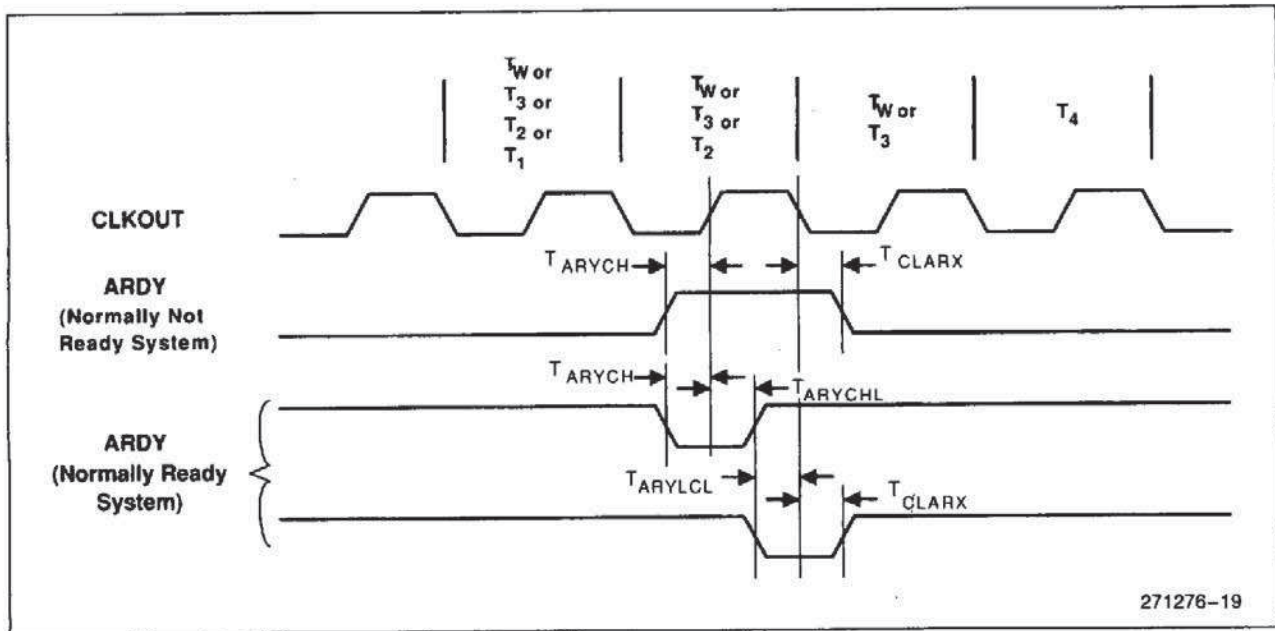 TW or
T3 or
T2 or
T1
TW or
T3 or
T2
TW or
T3
T4
CLKOUT
TARYCH
TCLARX
ARDY
(Normally Not
Ready System)
TARYCH
TARYCHL
ARDY
(Normally Ready
System)
TARYLCL
TCLARX
271276–19